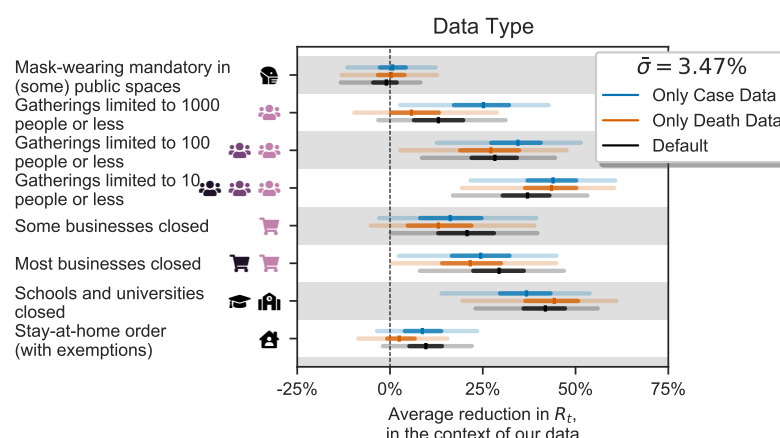 Data Type
Mask-wearing mandatory in
(some) public spaces
Gatherings limited to 1000
people or less
Gatherings limited to 100
people or less
Gatherings limited to 10
people or less
Some businesses closed
Most businesses closed
Schools and universities
closed
Stay-at-home order
(with exemptions)
σ̄ = 3.47%
Only Case Data
Only Death Data
Default
-25% 0% 25% 50% 75%
Average reduction in Rₜ,
in the context of our data